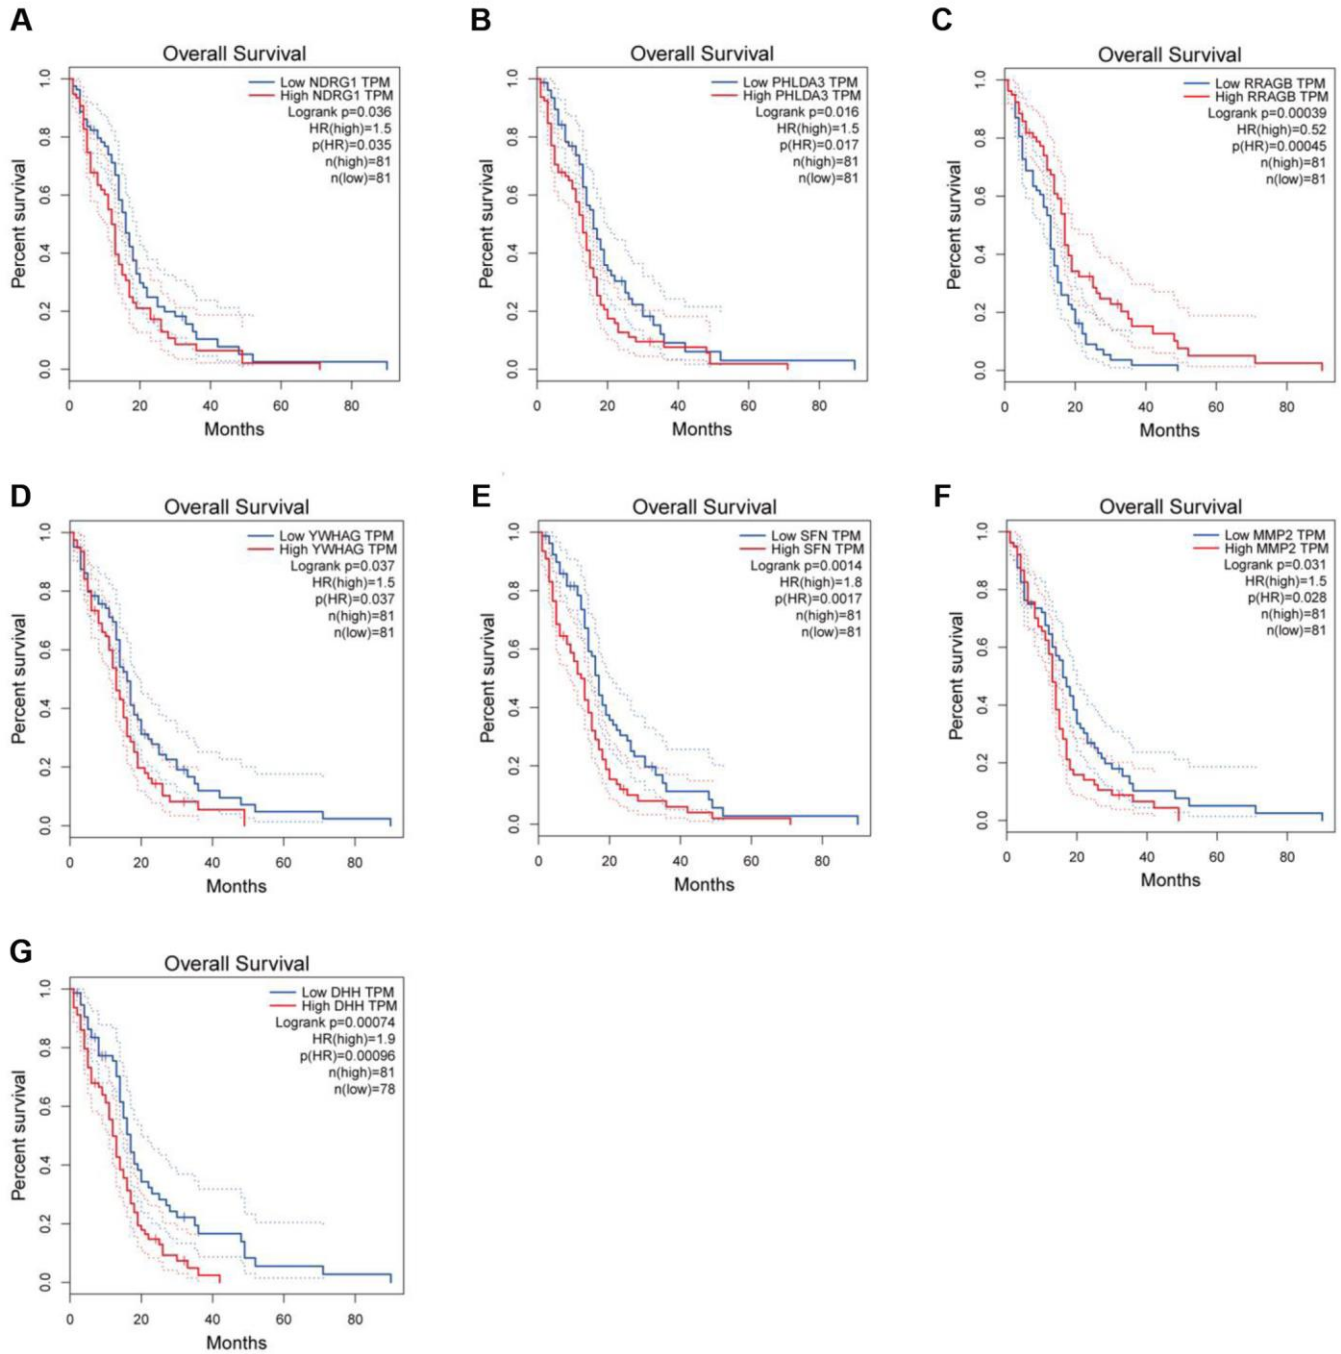 A
Overall Survival
Low NDRG1 TPM
High NDRG1 TPM
Logrank p=0.036
HR(high)=1.5
p(HR)=0.035
n(high)=81
n(low)=81
Percent survival
1.0
0.8
0.6
0.4
0.2
0.0
0 20 40 60 80
Months
B
Overall Survival
Low PHLDA3 TPM
High PHLDA3 TPM
Logrank p=0.016
HR(high)=1.5
p(HR)=0.017
n(high)=81
n(low)=81
Percent survival
1.0
0.8
0.6
0.4
0.2
0.0
0 20 40 60 80
Months
C
Overall Survival
Low RRAGB TPM
High RRAGB TPM
Logrank p=0.00039
HR(high)=0.52
p(HR)=0.00045
n(high)=81
n(low)=81
Percent survival
1.0
0.8
0.6
0.4
0.2
0.0
0 20 40 60 80
Months
D
Overall Survival
Low YWHAG TPM
High YWHAG TPM
Logrank p=0.037
HR(high)=1.5
p(HR)=0.037
n(high)=81
n(low)=81
Percent survival
1.0
0.8
0.6
0.4
0.2
0.0
0 20 40 60 80
Months
E
Overall Survival
Low SFN TPM
High SFN TPM
Logrank p=0.0014
HR(high)=1.8
p(HR)=0.0017
n(high)=81
n(low)=81
Percent survival
1.0
0.8
0.6
0.4
0.2
0.0
0 20 40 60 80
Months
F
Overall Survival
Low MMP2 TPM
High MMP2 TPM
Logrank p=0.031
HR(high)=1.5
p(HR)=0.028
n(high)=81
n(low)=81
Percent survival
1.0
0.8
0.6
0.4
0.2
0.0
0 20 40 60 80
Months
G
Overall Survival
Low DHH TPM
High DHH TPM
Logrank p=0.00074
HR(high)=1.9
p(HR)=0.00096
n(high)=81
n(low)=78
Percent survival
1.0
0.8
0.6
0.4
0.2
0.0
0 20 40 60 80
Months